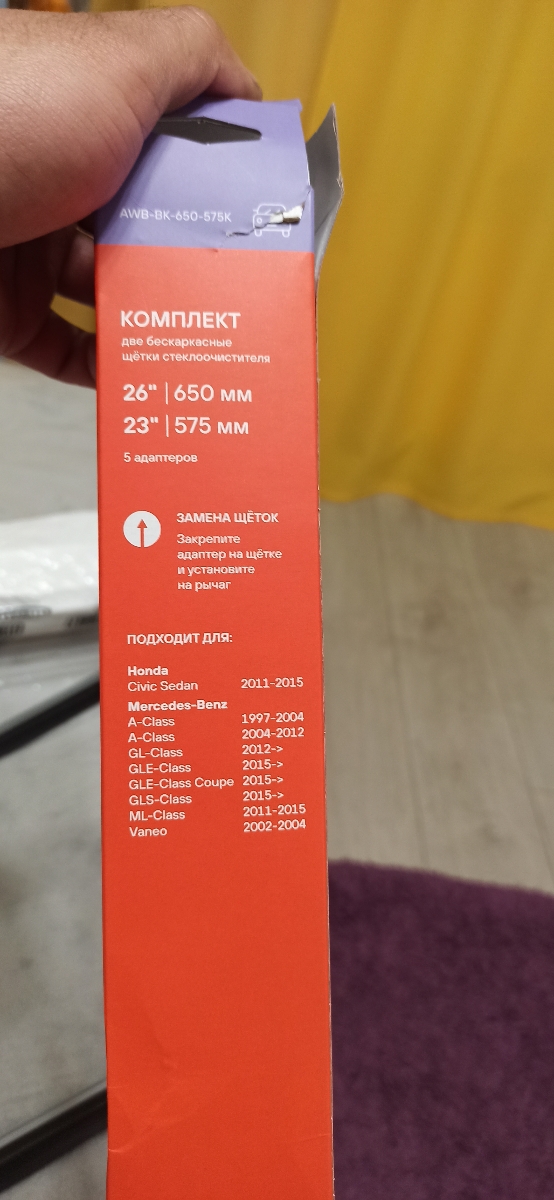 AWB-BK-650-575K
КОМПЛЕКТ
две бескаркасные
щётки стеклоочистителя
26" | 650 мм
23" | 575 мм
5 адаптеров
ЗАМЕНА ЩЁТОК
Закрепите
адаптер на щётке
и установите
на рычаг
ПОДХОДИТ ДЛЯ:
Honda
Civic Sedan 2011-2015
Mercedes-Benz
A-Class 1997-2004
A-Class 2004-2012
GL-Class 2012->
GLE-Class 2015->
GLE-Class Coupe 2015->
GLS-Class 2015->
ML-Class 2011-2015
Vaneo 2002-2004